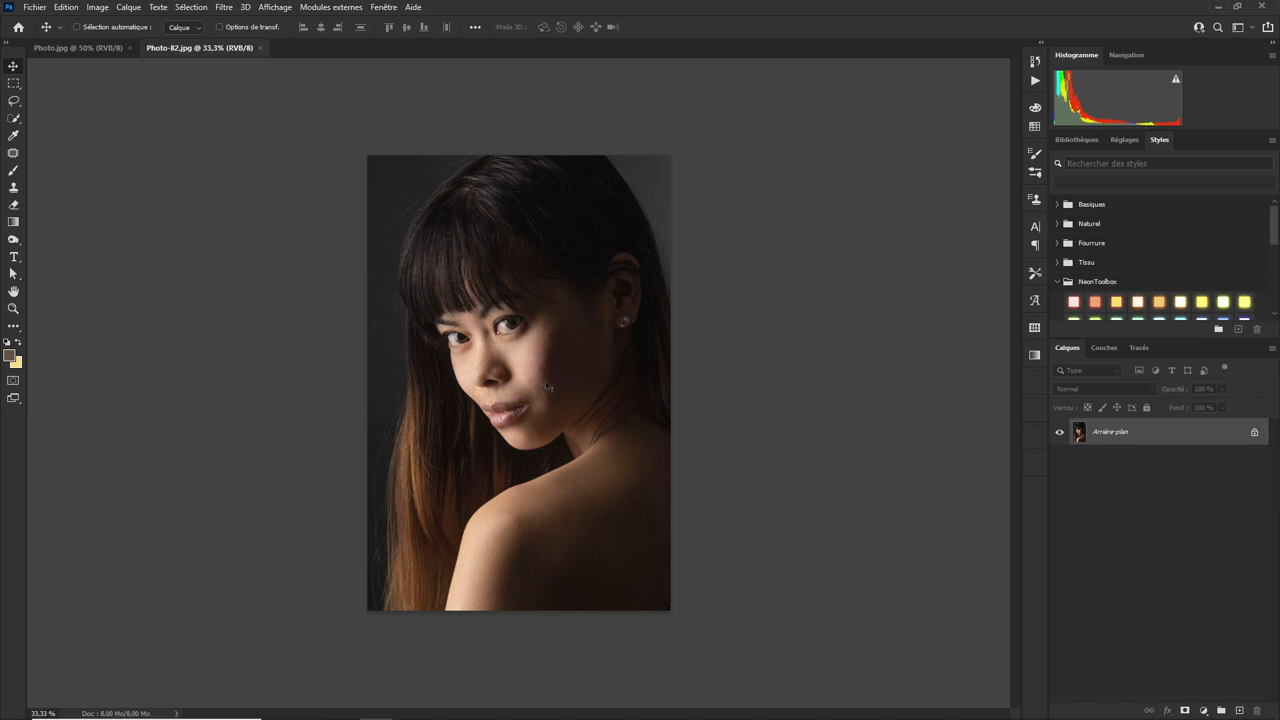 Ps Fichier Edition Image Calque Texte Sélection Filtre 3D Affichage Modules externes Fenêtre Aide
Sélection automatique : Calque Options de transf. Mode 3D :
Photo.jpg @ 50% (RVB/8) Photo-82.jpg @ 33,3% (RVB/8)
Histogramme Navigation
Bibliothèques Réglages Styles
Rechercher des styles
Basiques
Naturel
Fourrure
Tissu
NeonToolbox
Calques Couches Tracés
Type
Normal Opacité : 100 %
Verrou : Fond : 100 %
Arrière-plan
fx
33,33 % Doc : 8,00 Mo/8,00 Mo